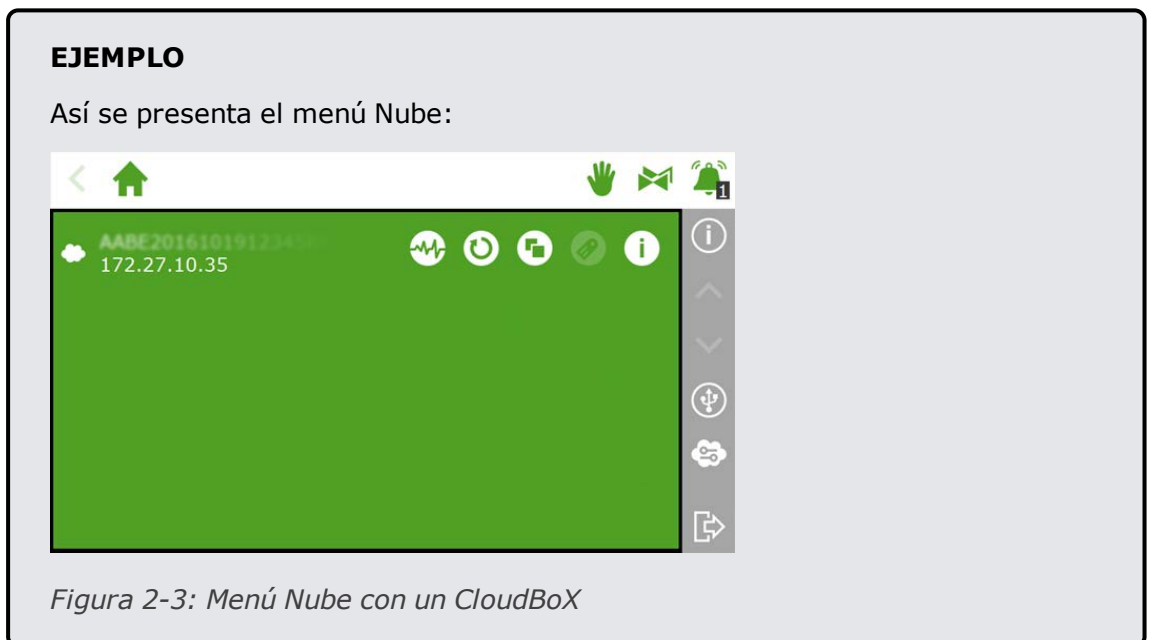 EJEMPLO
Así se presenta el menú Nube:
1
172.27.10.35
Figura 2-3: Menú Nube con un CloudBoX